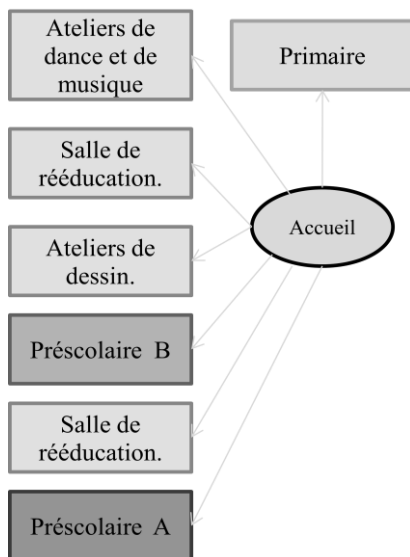 Ateliers de
dance et de
musique
Primaire
Salle de
rééducation.
Accueil
Ateliers de
dessin.
Préscolaire B
Salle de
rééducation.
Préscolaire A